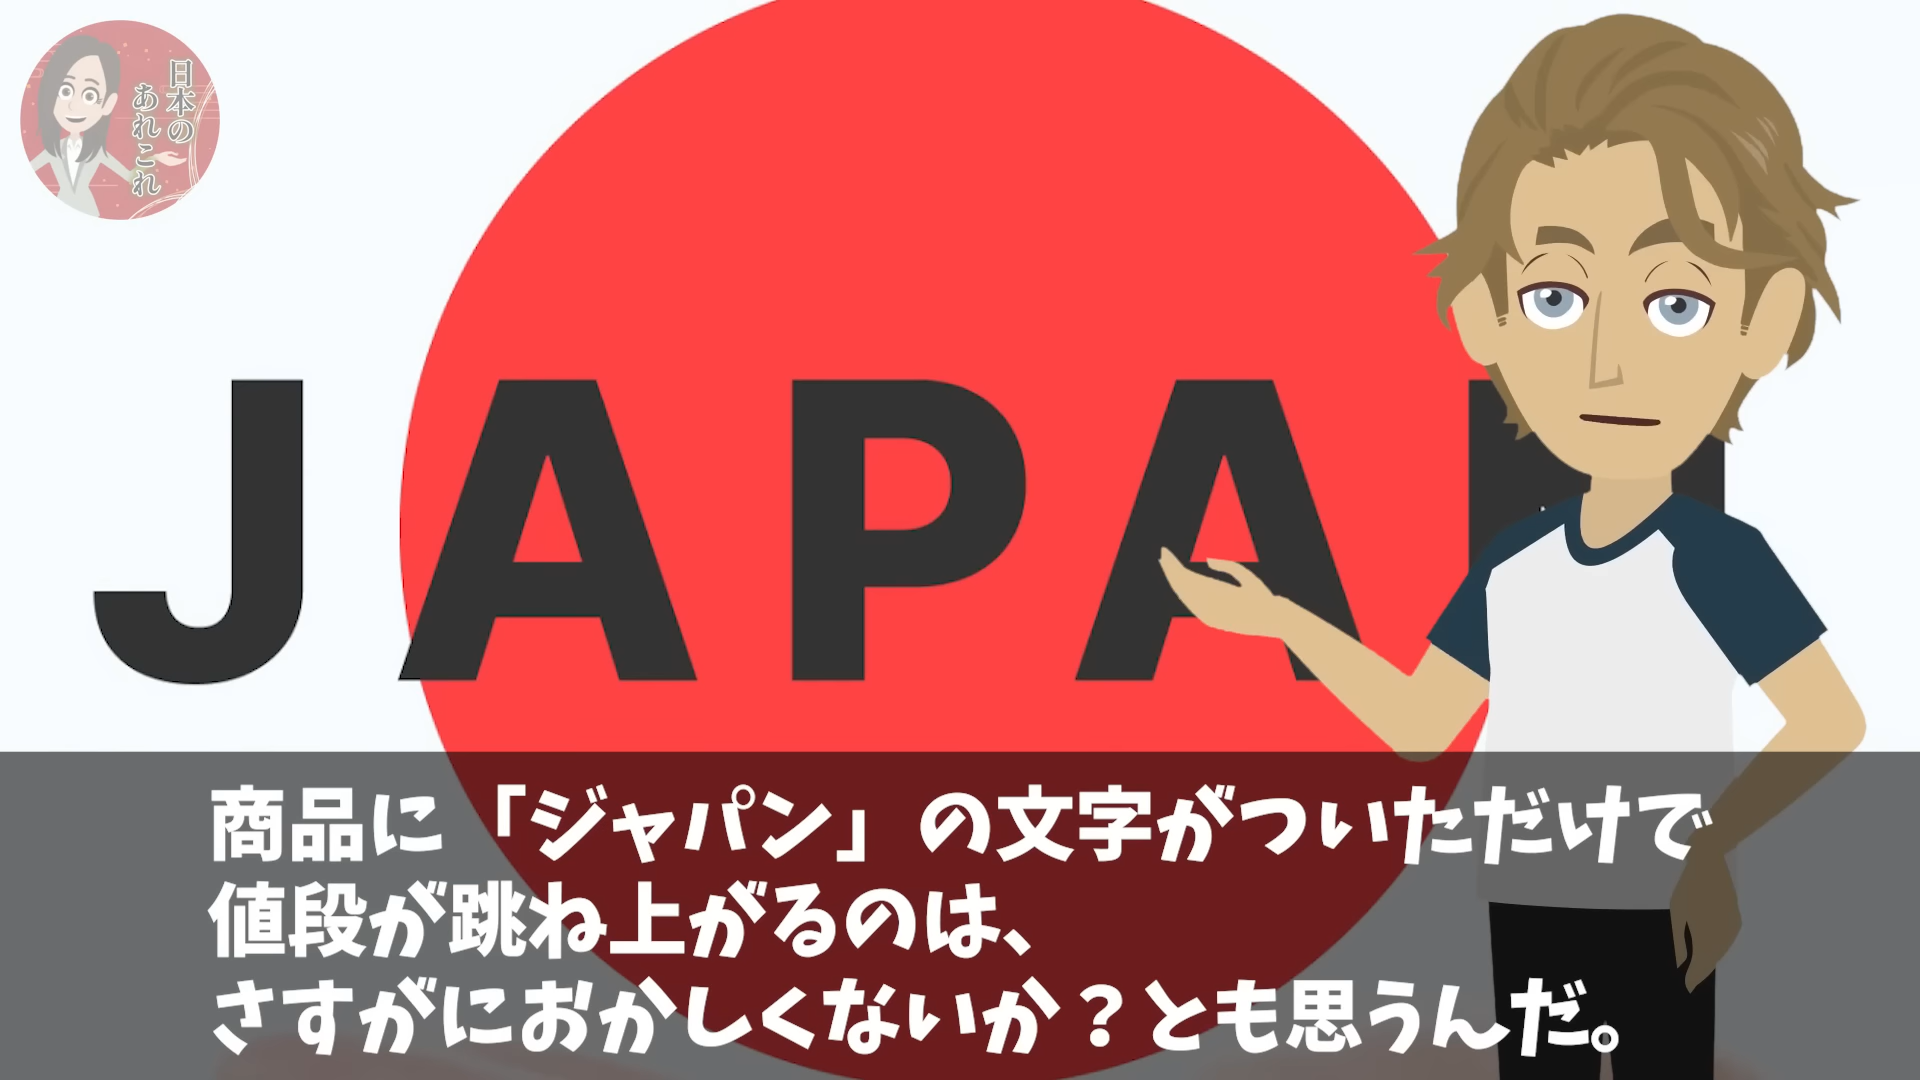 日本の
あれこれ
JAPAN
商品に「ジャパン」の文字がついただけで
値段が跳ね上がるのは、
さすがにおかしくないか？とも思うんだ。